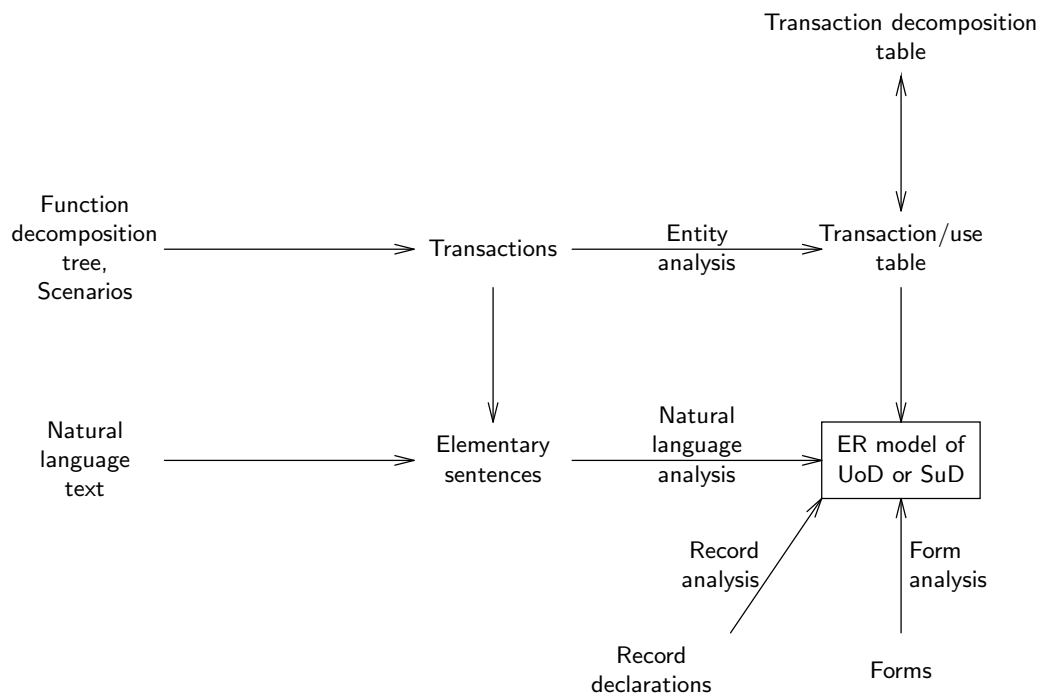 Transaction decomposition
table
Function
decomposition
tree,
Scenarios
Transactions
Entity
analysis
Transaction/use
table
Natural
language
text
Elementary
sentences
Natural
language
analysis
ER model of
UoD or SuD
Record
analysis
Form
analysis
Record
declarations
Forms